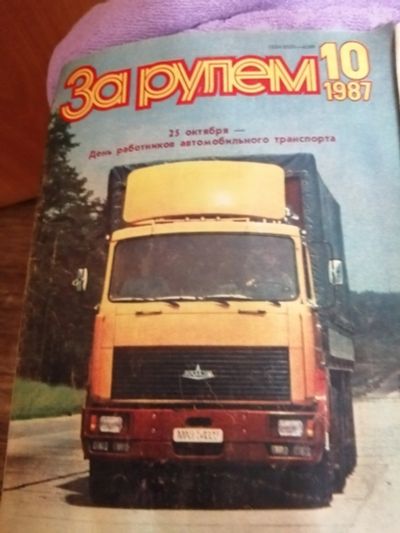 За рулем
10
1987
25 октября —
День работников автомобильного транспорта